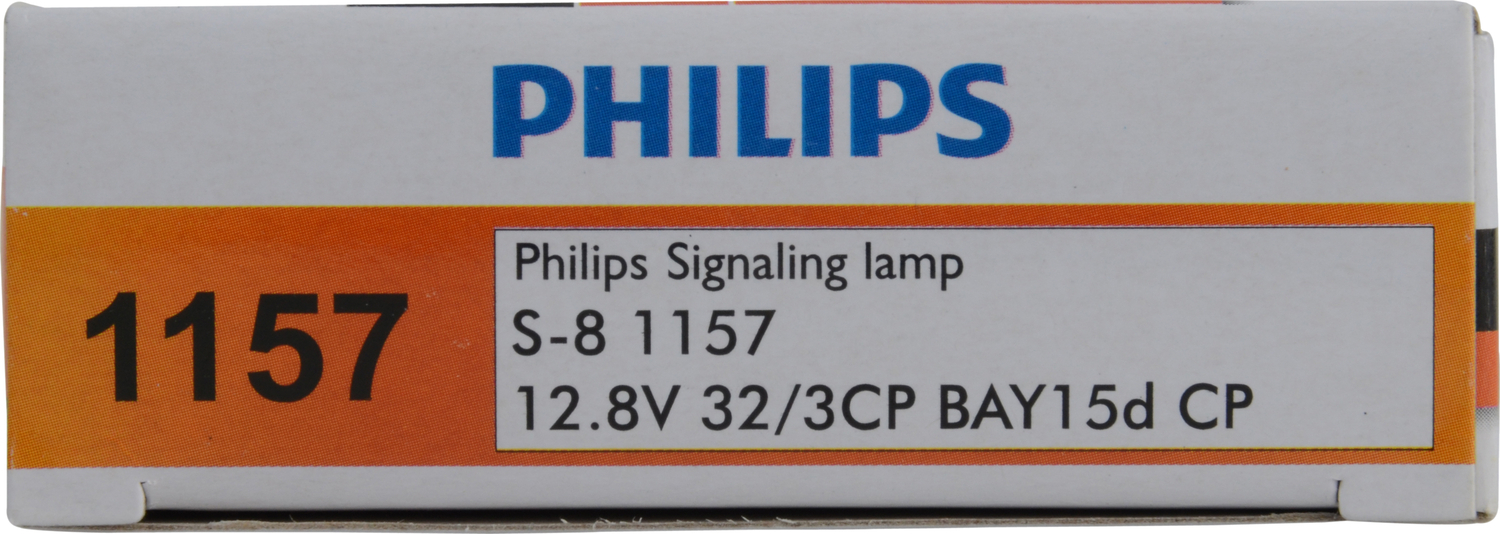 PHILIPS
1157
Philips Signaling lamp
S-8 1157
12.8V 32/3CP BAY15d CP